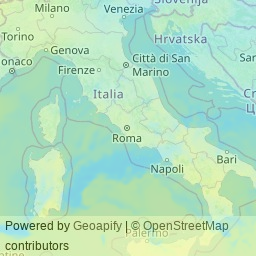 Slovenija
Milano
Venezia
Torino
Hrvatska
Genova
Città di San
Marino
Firenze
Italia
Roma
Bari
Napoli
Powered by Geoapify | © OpenStreetMap
contributors
Palermo